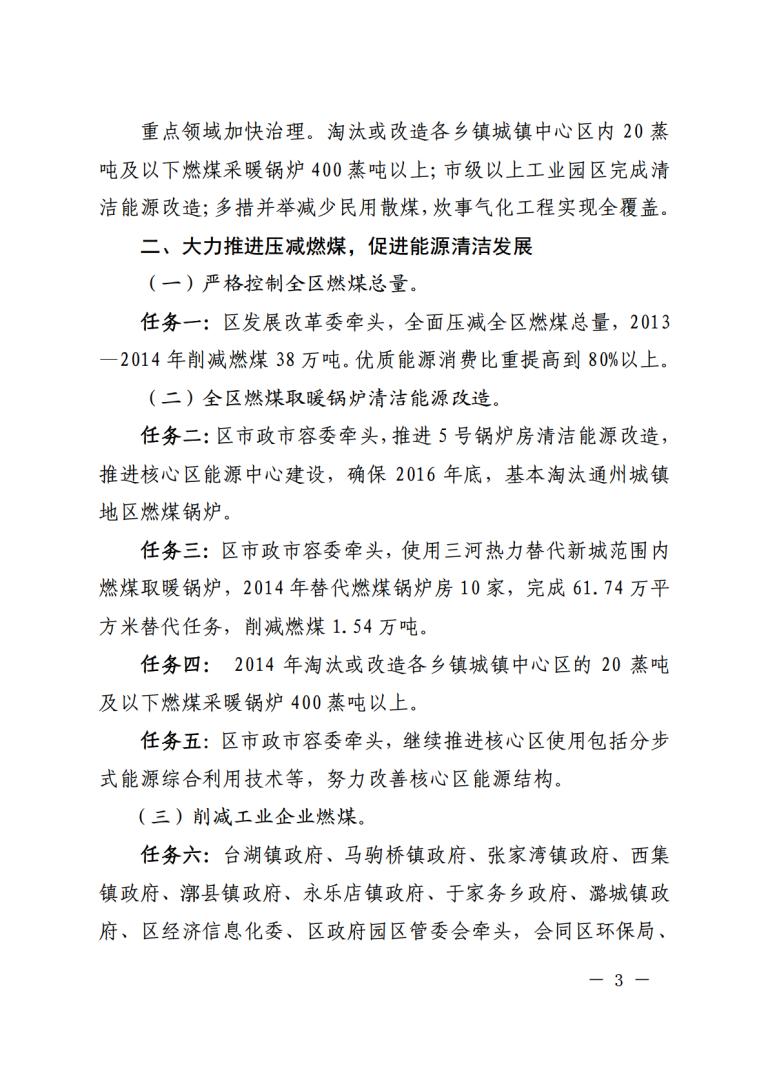 重点领域加快治理。淘汰或改造各乡镇城镇中心区内 20 蒸
吨及以下燃煤采暖锅炉 400 蒸吨以上；市级以上工业园区完成清
洁能源改造；多措并举减少民用散煤，炊事气化工程实现全覆盖。
二、大力推进压减燃煤，促进能源清洁发展
（一）严格控制全区燃煤总量。
任务一：区发展改革委牵头，全面压减全区燃煤总量，2013
—2014 年削减燃煤 38 万吨。优质能源消费比重提高到 80%以上。
（二）全区燃煤取暖锅炉清洁能源改造。
任务二：区市政市容委牵头，推进 5 号锅炉房清洁能源改造，
推进核心区能源中心建设，确保 2016 年底，基本淘汰通州城镇
地区燃煤锅炉。
任务三：区市政市容委牵头，使用三河热力替代新城范围内
燃煤取暖锅炉，2014 年替代燃煤锅炉房 10 家，完成 61.74 万平
方米替代任务，削减燃煤 1.54 万吨。
任务四： 2014 年淘汰或改造各乡镇城镇中心区的 20 蒸吨
及以下燃煤采暖锅炉 400 蒸吨以上。
任务五：区市政市容委牵头，继续推进核心区使用包括分步
式能源综合利用技术等，努力改善核心区能源结构。
（三）削减工业企业燃煤。
任务六：台湖镇政府、马驹桥镇政府、张家湾镇政府、西集
镇政府、漷县镇政府、永乐店镇政府、于家务乡政府、潞城镇政
府、区经济信息化委、区政府园区管委会牵头，会同区环保局、
— 3 —